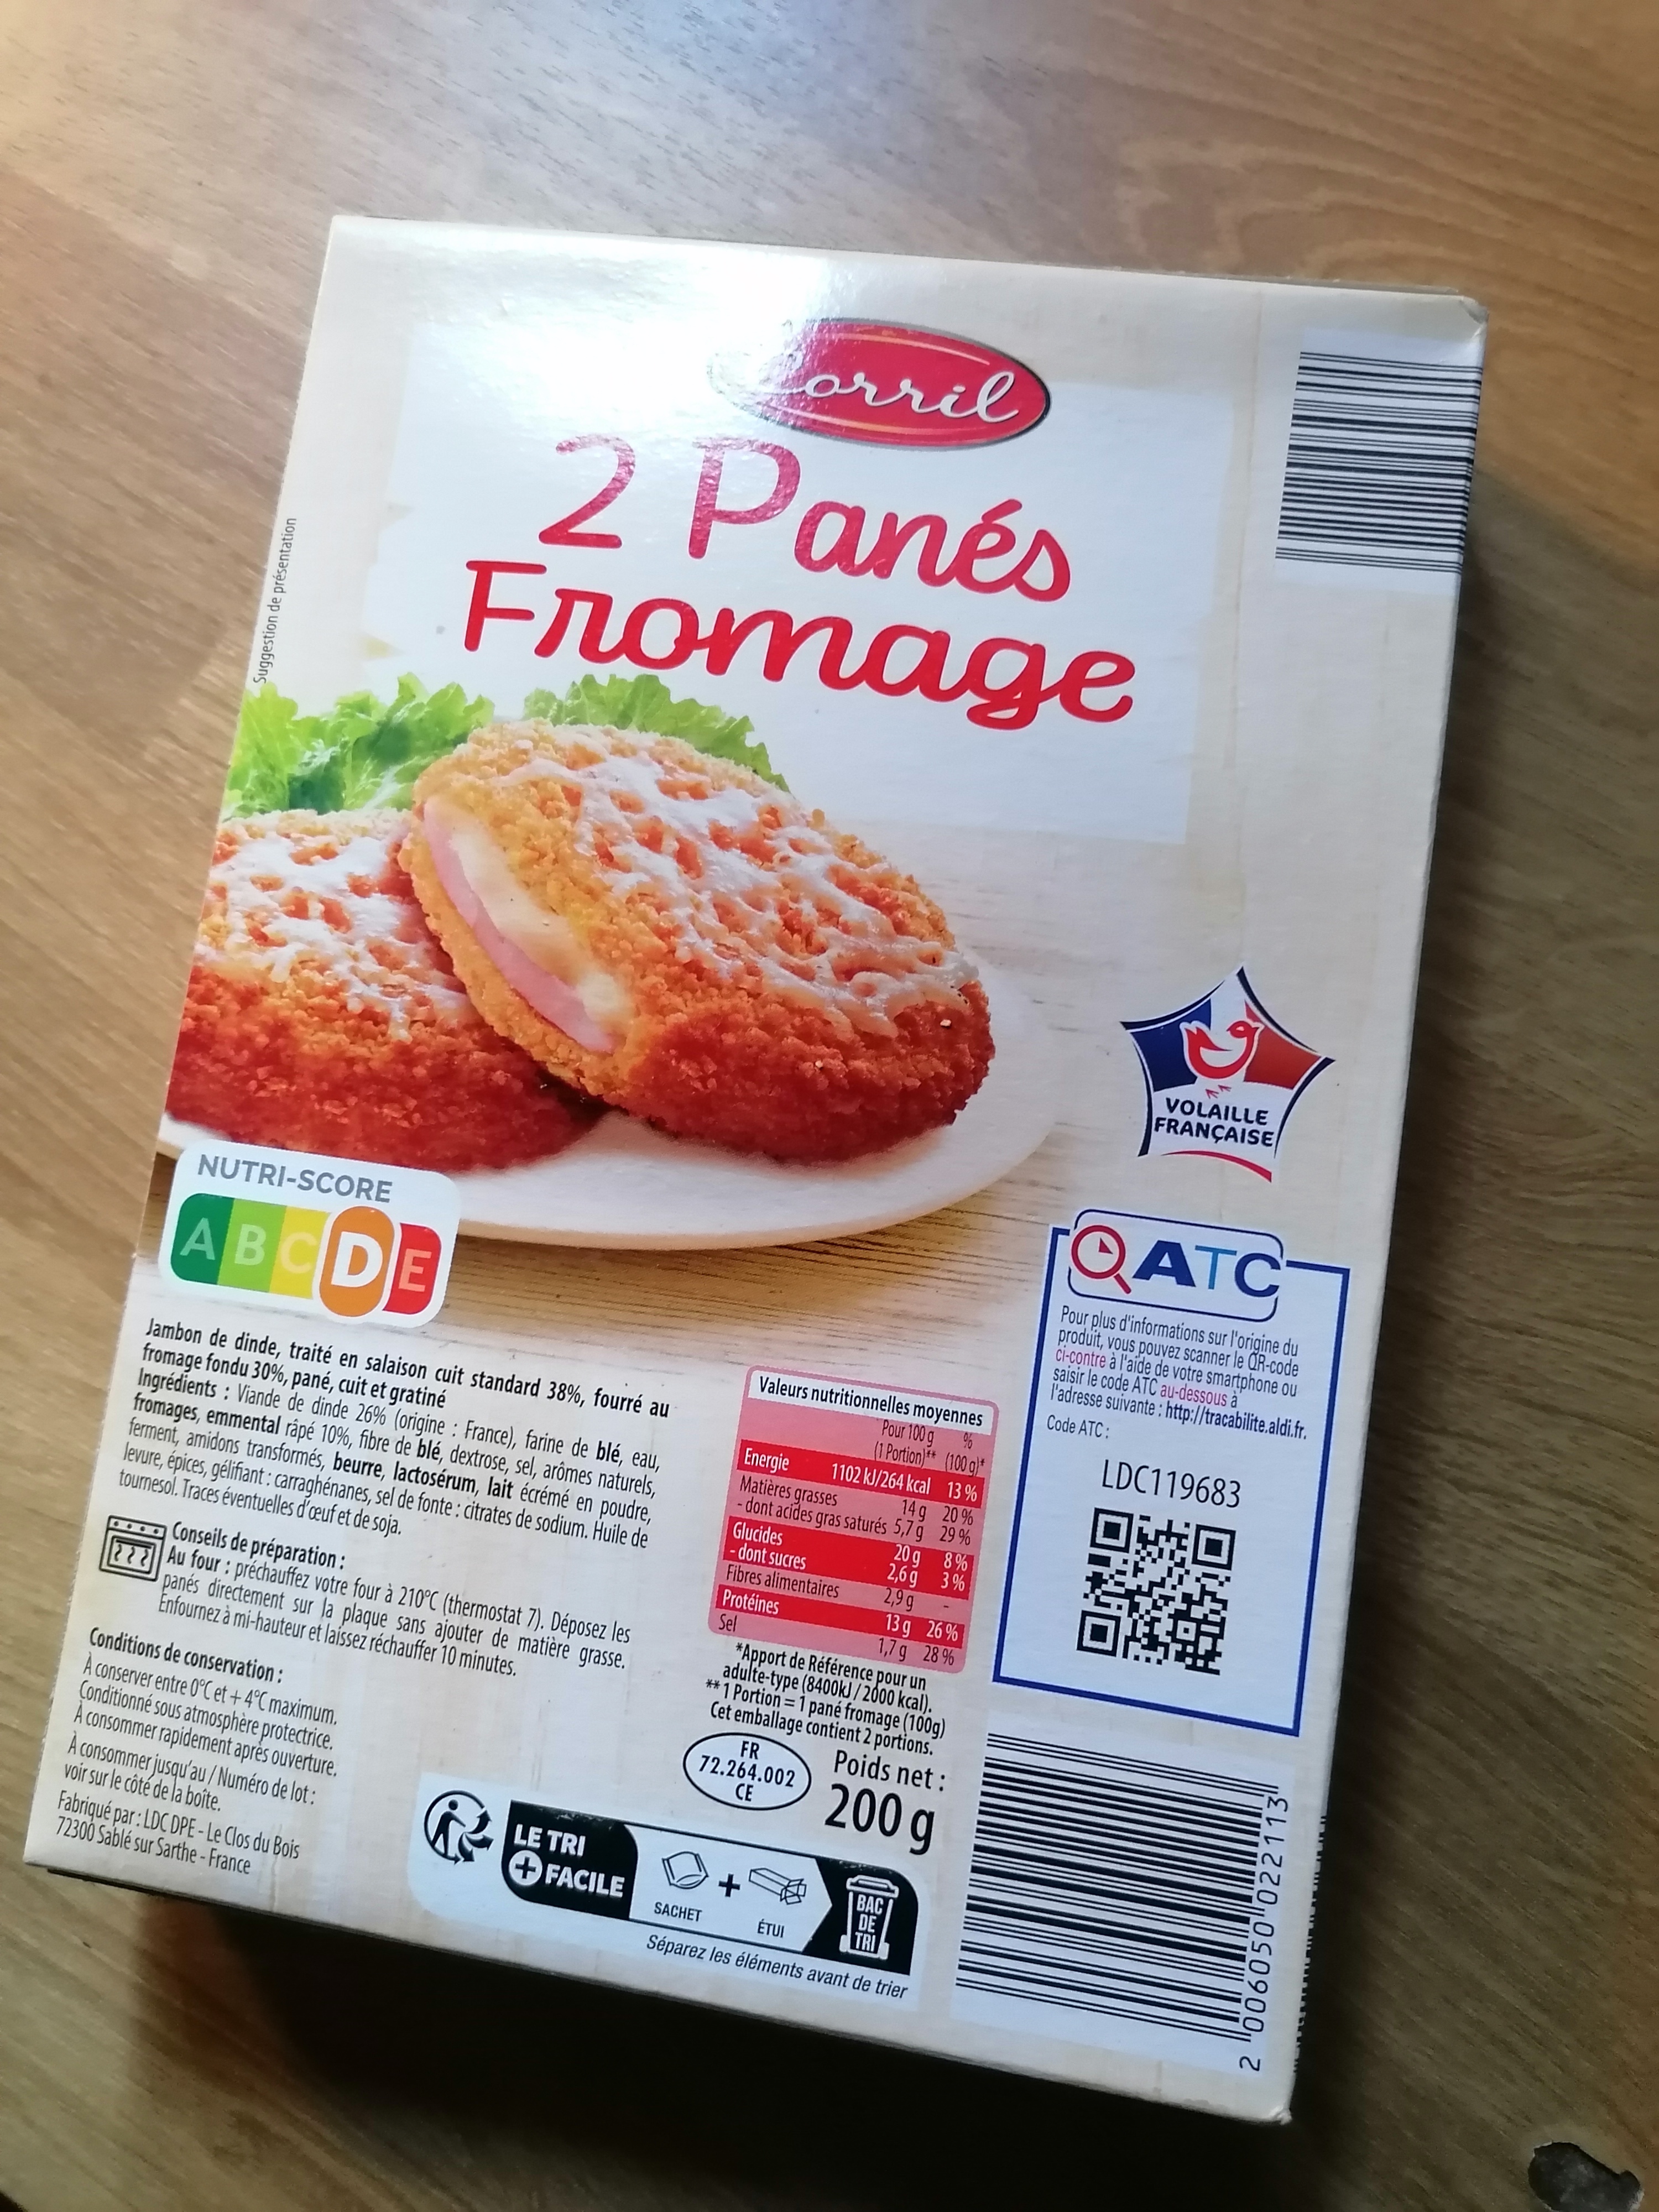 orril
2 Panés
Fromage
Suggestion de présentation
VOLAILLE
FRANÇAISE
NUTRI-SCORE
A B C D E
ATC
Pour plus d'informations sur l'origine du
produit, vous pouvez scanner le QR-code
ci-contre à l'aide de votre smartphone ou
saisir le code ATC au-dessous à
l'adresse suivante : http://tracabilite.aldi.fr.
Code ATC :
LDC119683
Jambon de dinde, traité en salaison cuit standard 38%, fourré au
fromage fondu 30%, pané, cuit et gratiné
Ingrédients : Viande de dinde 26% (origine : France), farine de blé, eau,
fromages, emmental râpé 10%, fibre de blé, dextrose, sel, arômes naturels,
ferment, amidons transformés, beurre, lactosérum, lait écrémé en poudre,
levure, épices, gélifiant : carraghénanes, sel de fonte : citrates de sodium. Huile de
tournesol. Traces éventuelles d'œuf et de soja.
Conseils de préparation :
Au four : préchauffez votre four à 210°C (thermostat 7). Déposez les
panés directement sur la plaque sans ajouter de matière grasse.
Enfournez à mi-hauteur et laissez réchauffer 10 minutes.
Conditions de conservation :
À conserver entre 0°C et + 4°C maximum.
Conditionné sous atmosphère protectrice.
À consommer rapidement après ouverture.
À consommer jusqu'au / Numéro de lot :
voir sur le côté de la boîte.
Fabriqué par : LDC DPE - Le Clos du Bois
72300 Sablé sur Sarthe - France
Valeurs nutritionnelles moyennes
Pour 100 g %
(1 Portion)** (100 g)*
Energie 1102 kJ/264 kcal 13 %
Matières grasses 14 g 20 %
- dont acides gras saturés 5,7 g 29 %
Glucides 20 g 8 %
- dont sucres 2,6 g 3 %
Fibres alimentaires 2,9 g -
Protéines 13 g 26 %
Sel 1,7 g 28 %
*Apport de Référence pour un
adulte-type (8400kJ / 2000 kcal).
** 1 Portion = 1 pané fromage (100g)
Cet emballage contient 2 portions.
FR
72.264.002
CE
Poids net :
200 g
LE TRI
+ FACILE
SACHET
+
ÉTUI
BAC
DE
TRI
Séparez les éléments avant de trier
2 006050 022113